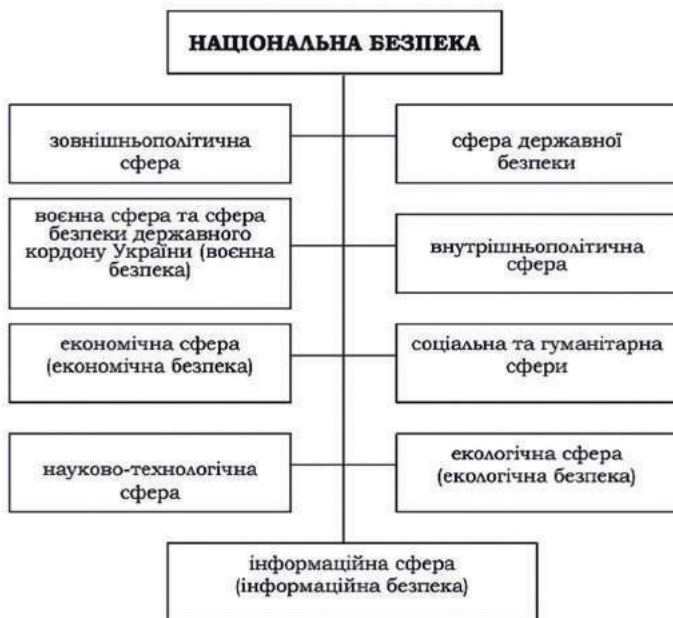 НАЦІОНАЛЬНА БЕЗПЕКА
зовнішньополітична
сфера
сфера державної
безпеки
воєнна сфера та сфера
безпеки державного
кордону України (воєнна
безпека)
внутрішньополітична
сфера
економічна сфера
(економічна безпека)
соціальна та гуманітарна
сфери
науково-технологічна
сфера
екологічна сфера
(екологічна безпека)
інформаційна сфера
(інформаційна безпека)